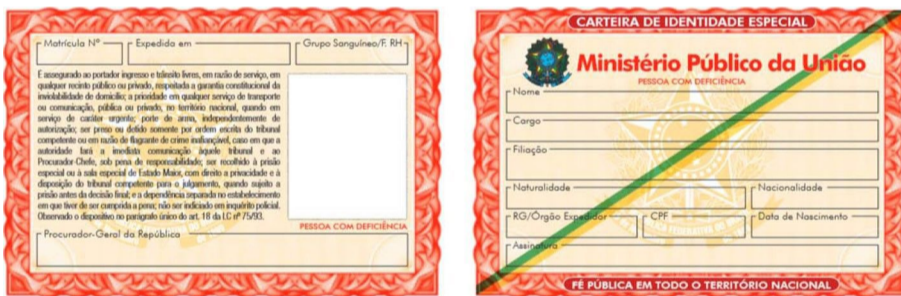 Matrícula Nº
Expedida em
Grupo Sanguíneo/F. RH
É assegurado ao portador ingresso e trânsito livres, em razão de serviço, em
qualquer recinto público ou privado, respeitada a garantia constitucional da
inviolabilidade de domicílio; a prioridade em qualquer serviço de transporte
ou comunicação, pública ou privado, no território nacional, quando em
serviço de caráter urgente; porte de arma, independentemente de
autorização; ser preso ou detido somente por ordem escrita do tribunal
competente ou em razão de flagrante de crime inafiançável, caso em que a
autoridade fará a imediata comunicação àquele tribunal e ao
Procurador-Chefe, sob pena de responsabilidade; ser recolhido à prisão
especial ou à sala especial de Estado Maior, com direito a privacidade e à
disposição do tribunal competente para o julgamento, quando sujeito a
prisão antes da decisão final; e a dependência separada no estabelecimento
em que tiver de ser cumprida a pena; não ser indiciado em inquérito policial.
Observado o dispositivo no parágrafo único do art. 18 da LC nº 75/93.
PESSOA COM DEFICIÊNCIA
Procurador-Geral da República
CARTEIRA DE IDENTIDADE ESPECIAL
Ministério Público da União
PESSOA COM DEFICIÊNCIA
Nome
Cargo
Filiação
Naturalidade
Nacionalidade
RG/Órgão Expedidor
CPF
Data de Nascimento
Assinatura
FÉ PÚBLICA EM TODO O TERRITÓRIO NACIONAL